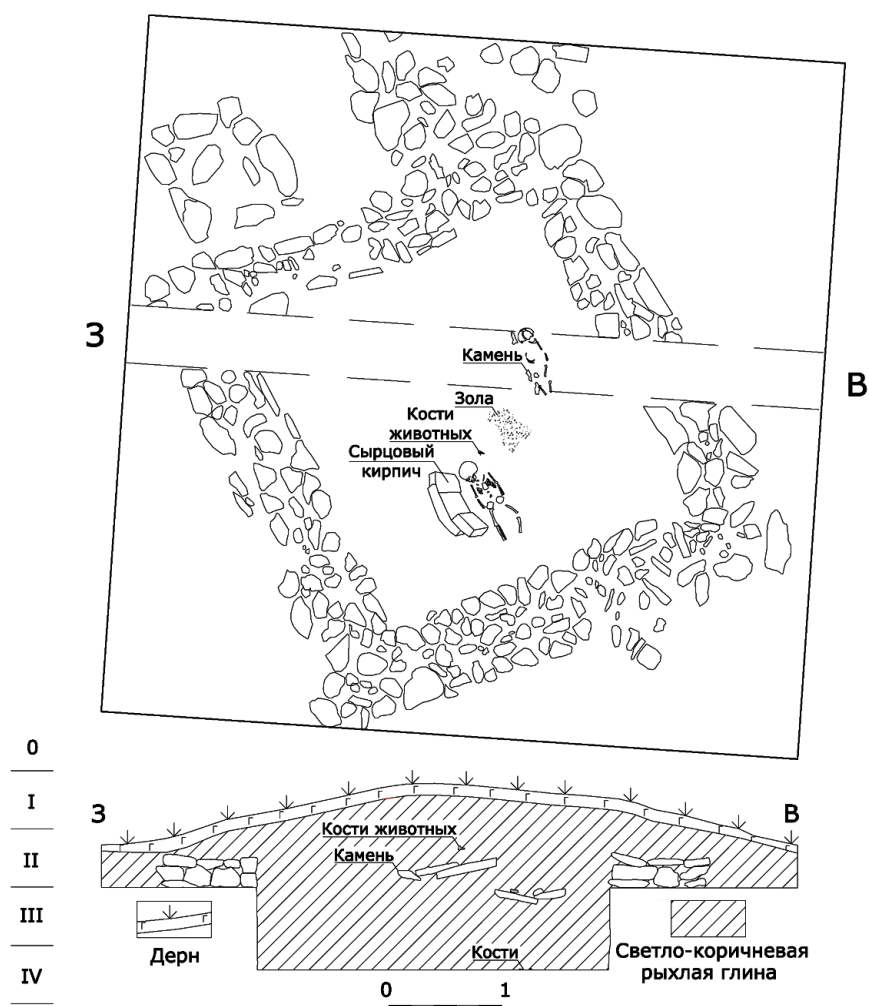 З
В
Камень
Зола
Кости
животных
Сырцовый
кирпич
0
I
II
III
IV
З
В
Кости животных
Камень
Кости
Дерн
Светло-коричневая
рыхлая глина
0 1